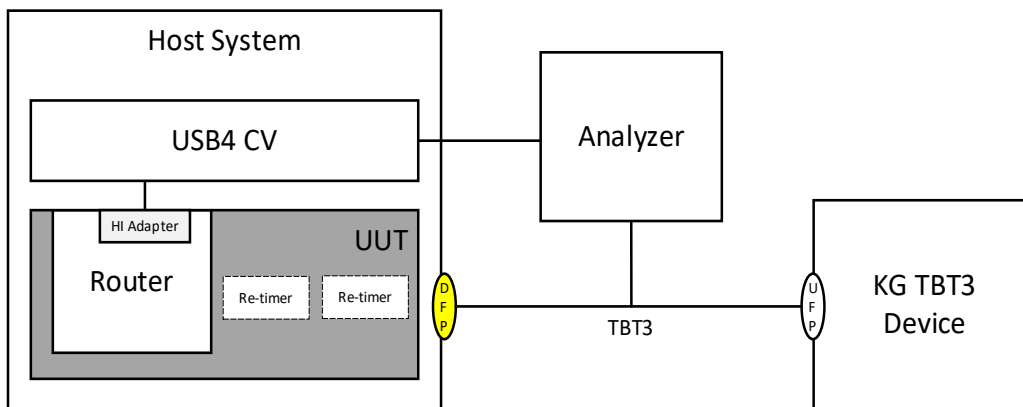 Host System
USB4 CV
Analyzer
HI Adapter
UUT
Router
Re-timer
Re-timer
D
F
P
TBT3
U
F
P
KG TBT3
Device